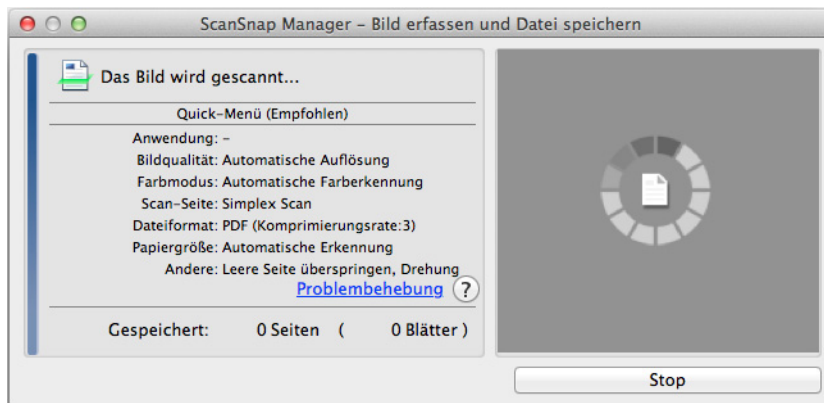 ScanSnap Manager – Bild erfassen und Datei speichern
Das Bild wird gescannt...
Quick-Menü (Empfohlen)
Anwendung: –
Bildqualität: Automatische Auflösung
Farbmodus: Automatische Farberkennung
Scan-Seite: Simplex Scan
Dateiformat: PDF (Komprimierungsrate:3)
Papiergröße: Automatische Erkennung
Andere: Leere Seite überspringen, Drehung
Problembehebung ?
Gespeichert: 0 Seiten ( 0 Blätter )
Stop